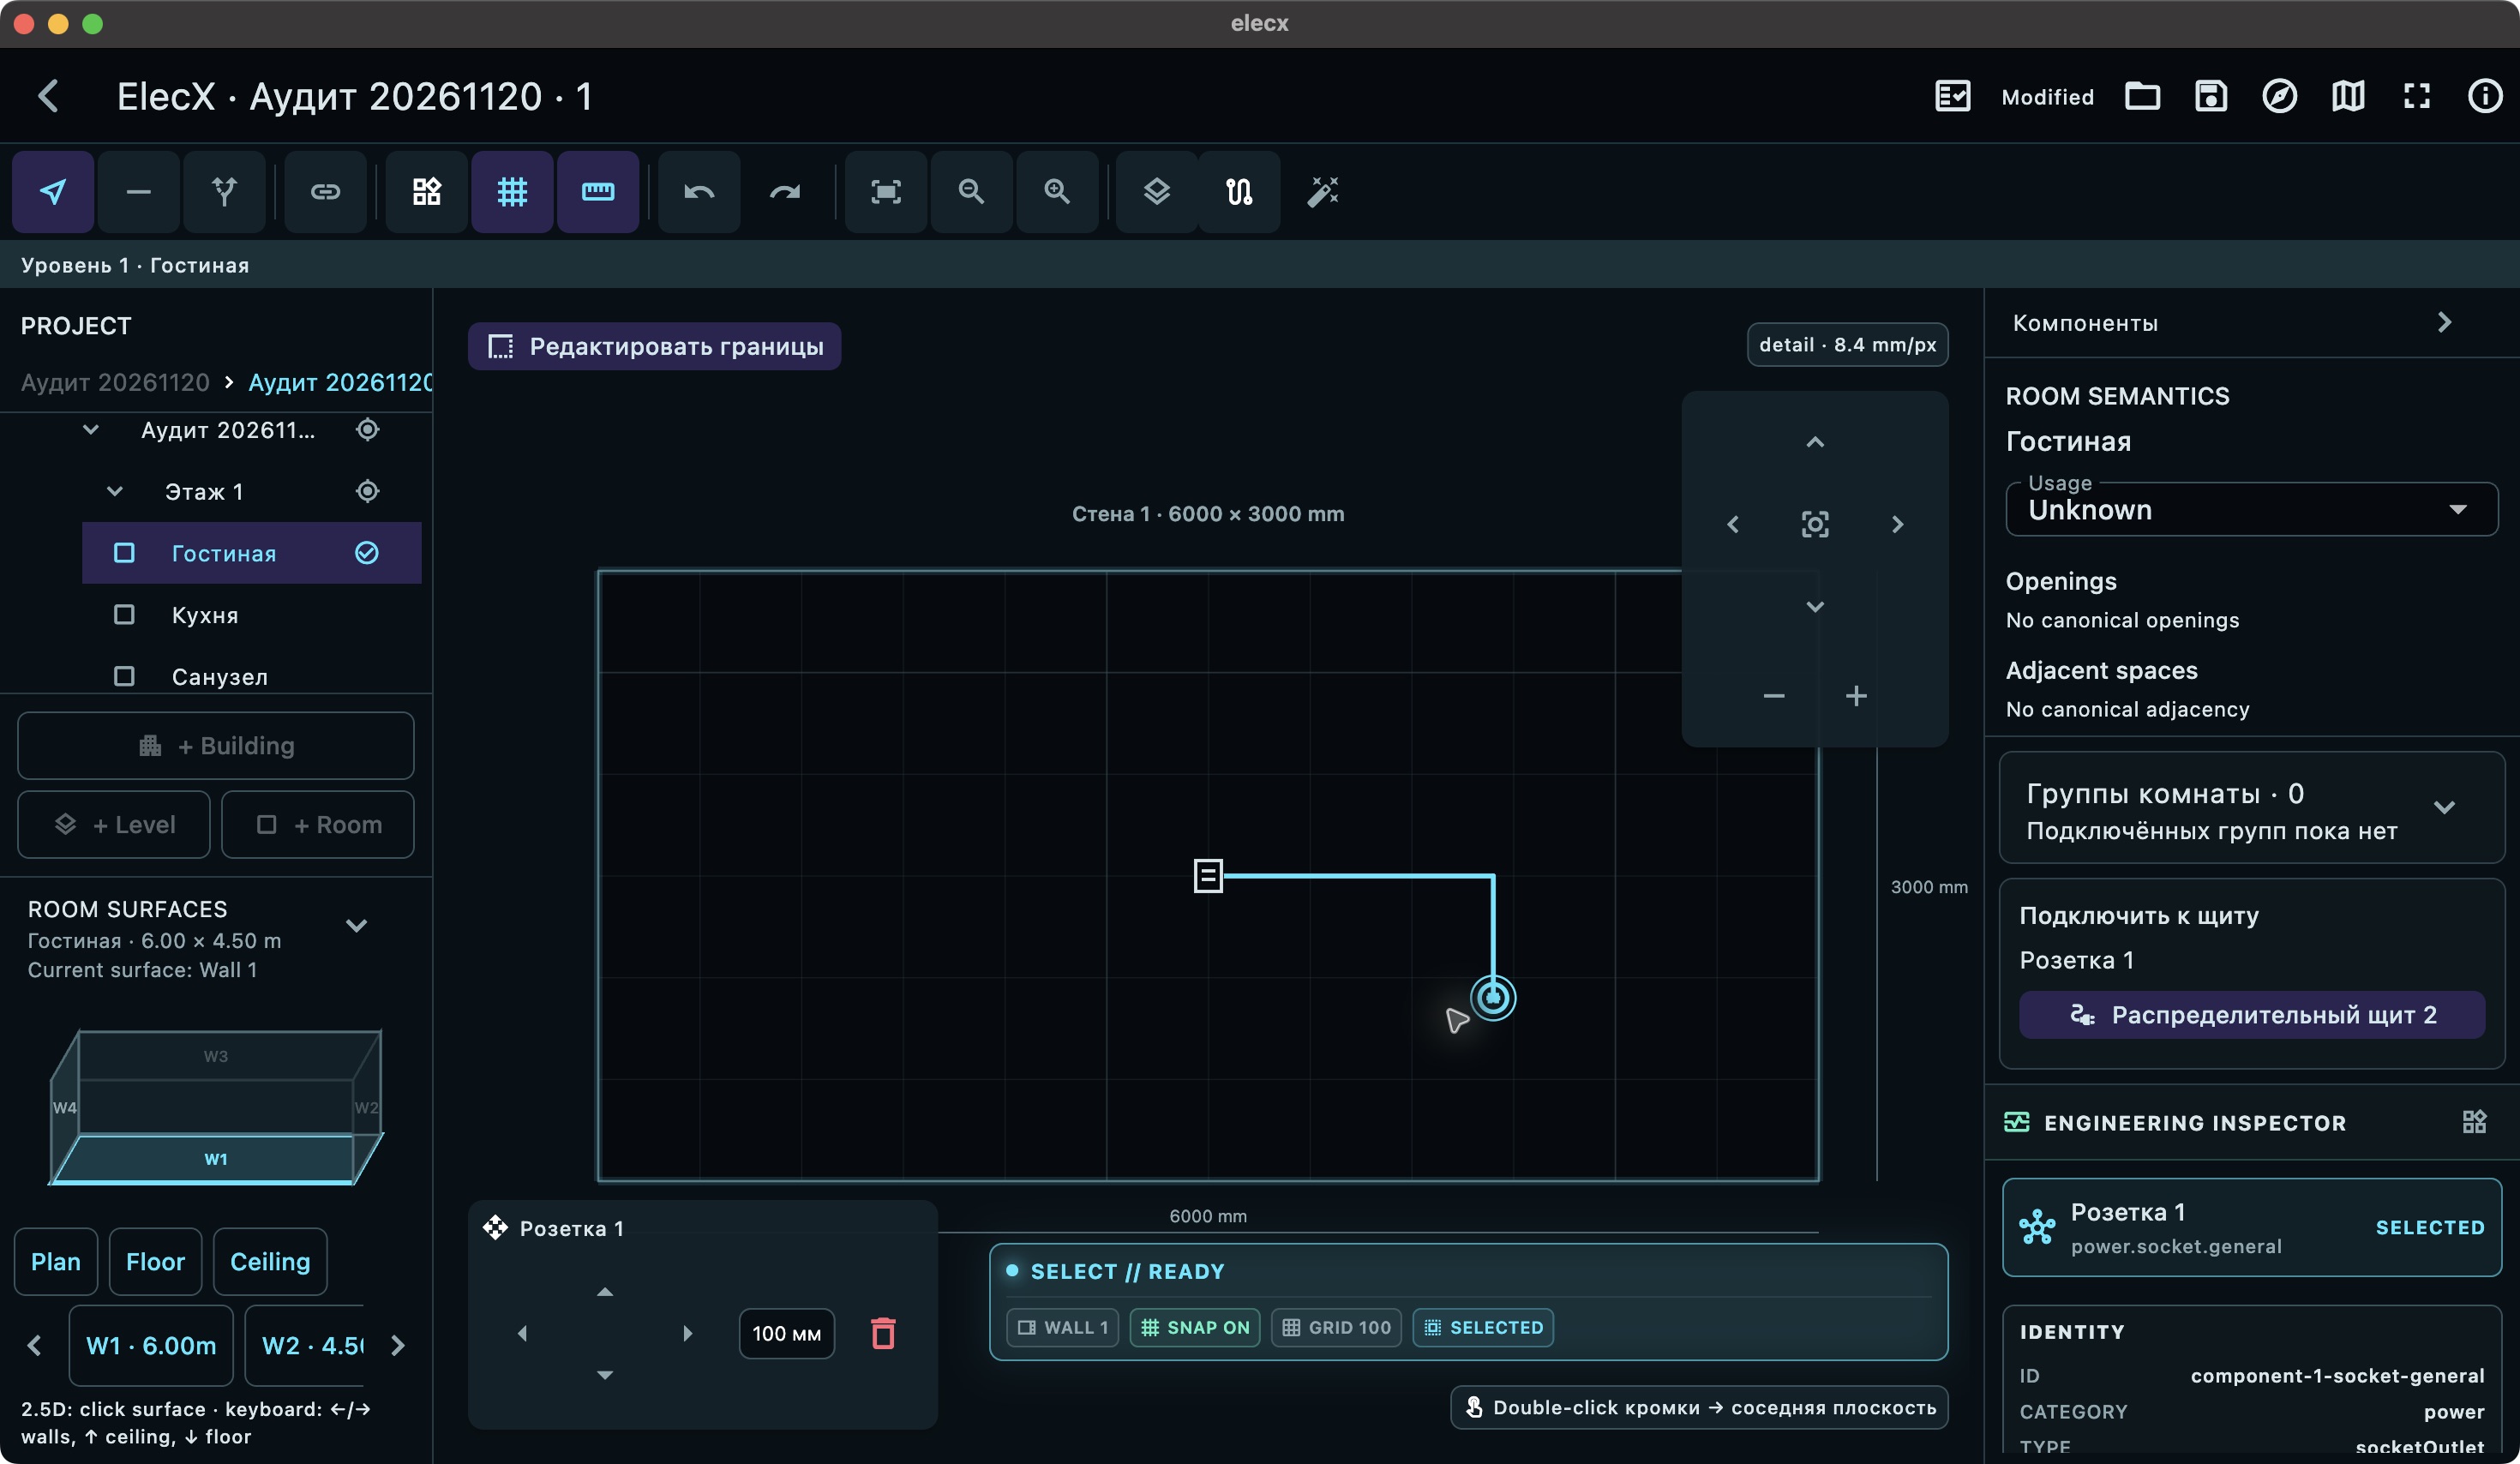 elecx
ElecX · Аудит 20261120 · 1
Modified
Уровень 1 · Гостиная
PROJECT
Аудит 20261120 › Аудит 20261120
Аудит 202611...
Этаж 1
Гостиная
Кухня
Санузел
+ Building
+ Level
+ Room
ROOM SURFACES
Гостиная · 6.00 × 4.50 m
Current surface: Wall 1
W3
W4
W2
W1
Plan
Floor
Ceiling
W1 · 6.00m
W2 · 4.5
2.5D: click surface · keyboard: ←/→
walls, ↑ ceiling, ↓ floor
Редактировать границы
detail · 8.4 mm/px
Стена 1 · 6000 × 3000 mm
3000 mm
6000 mm
Розетка 1
100 мм
SELECT // READY
WALL 1
SNAP ON
GRID 100
SELECTED
Double-click кромки → соседняя плоскость
Компоненты
ROOM SEMANTICS
Гостиная
Usage
Unknown
Openings
No canonical openings
Adjacent spaces
No canonical adjacency
Группы комнаты · 0
Подключённых групп пока нет
Подключить к щиту
Розетка 1
Распределительный щит 2
ENGINEERING INSPECTOR
Розетка 1
power.socket.general
SELECTED
IDENTITY
ID component-1-socket-general
CATEGORY power
TYPE socketOutlet